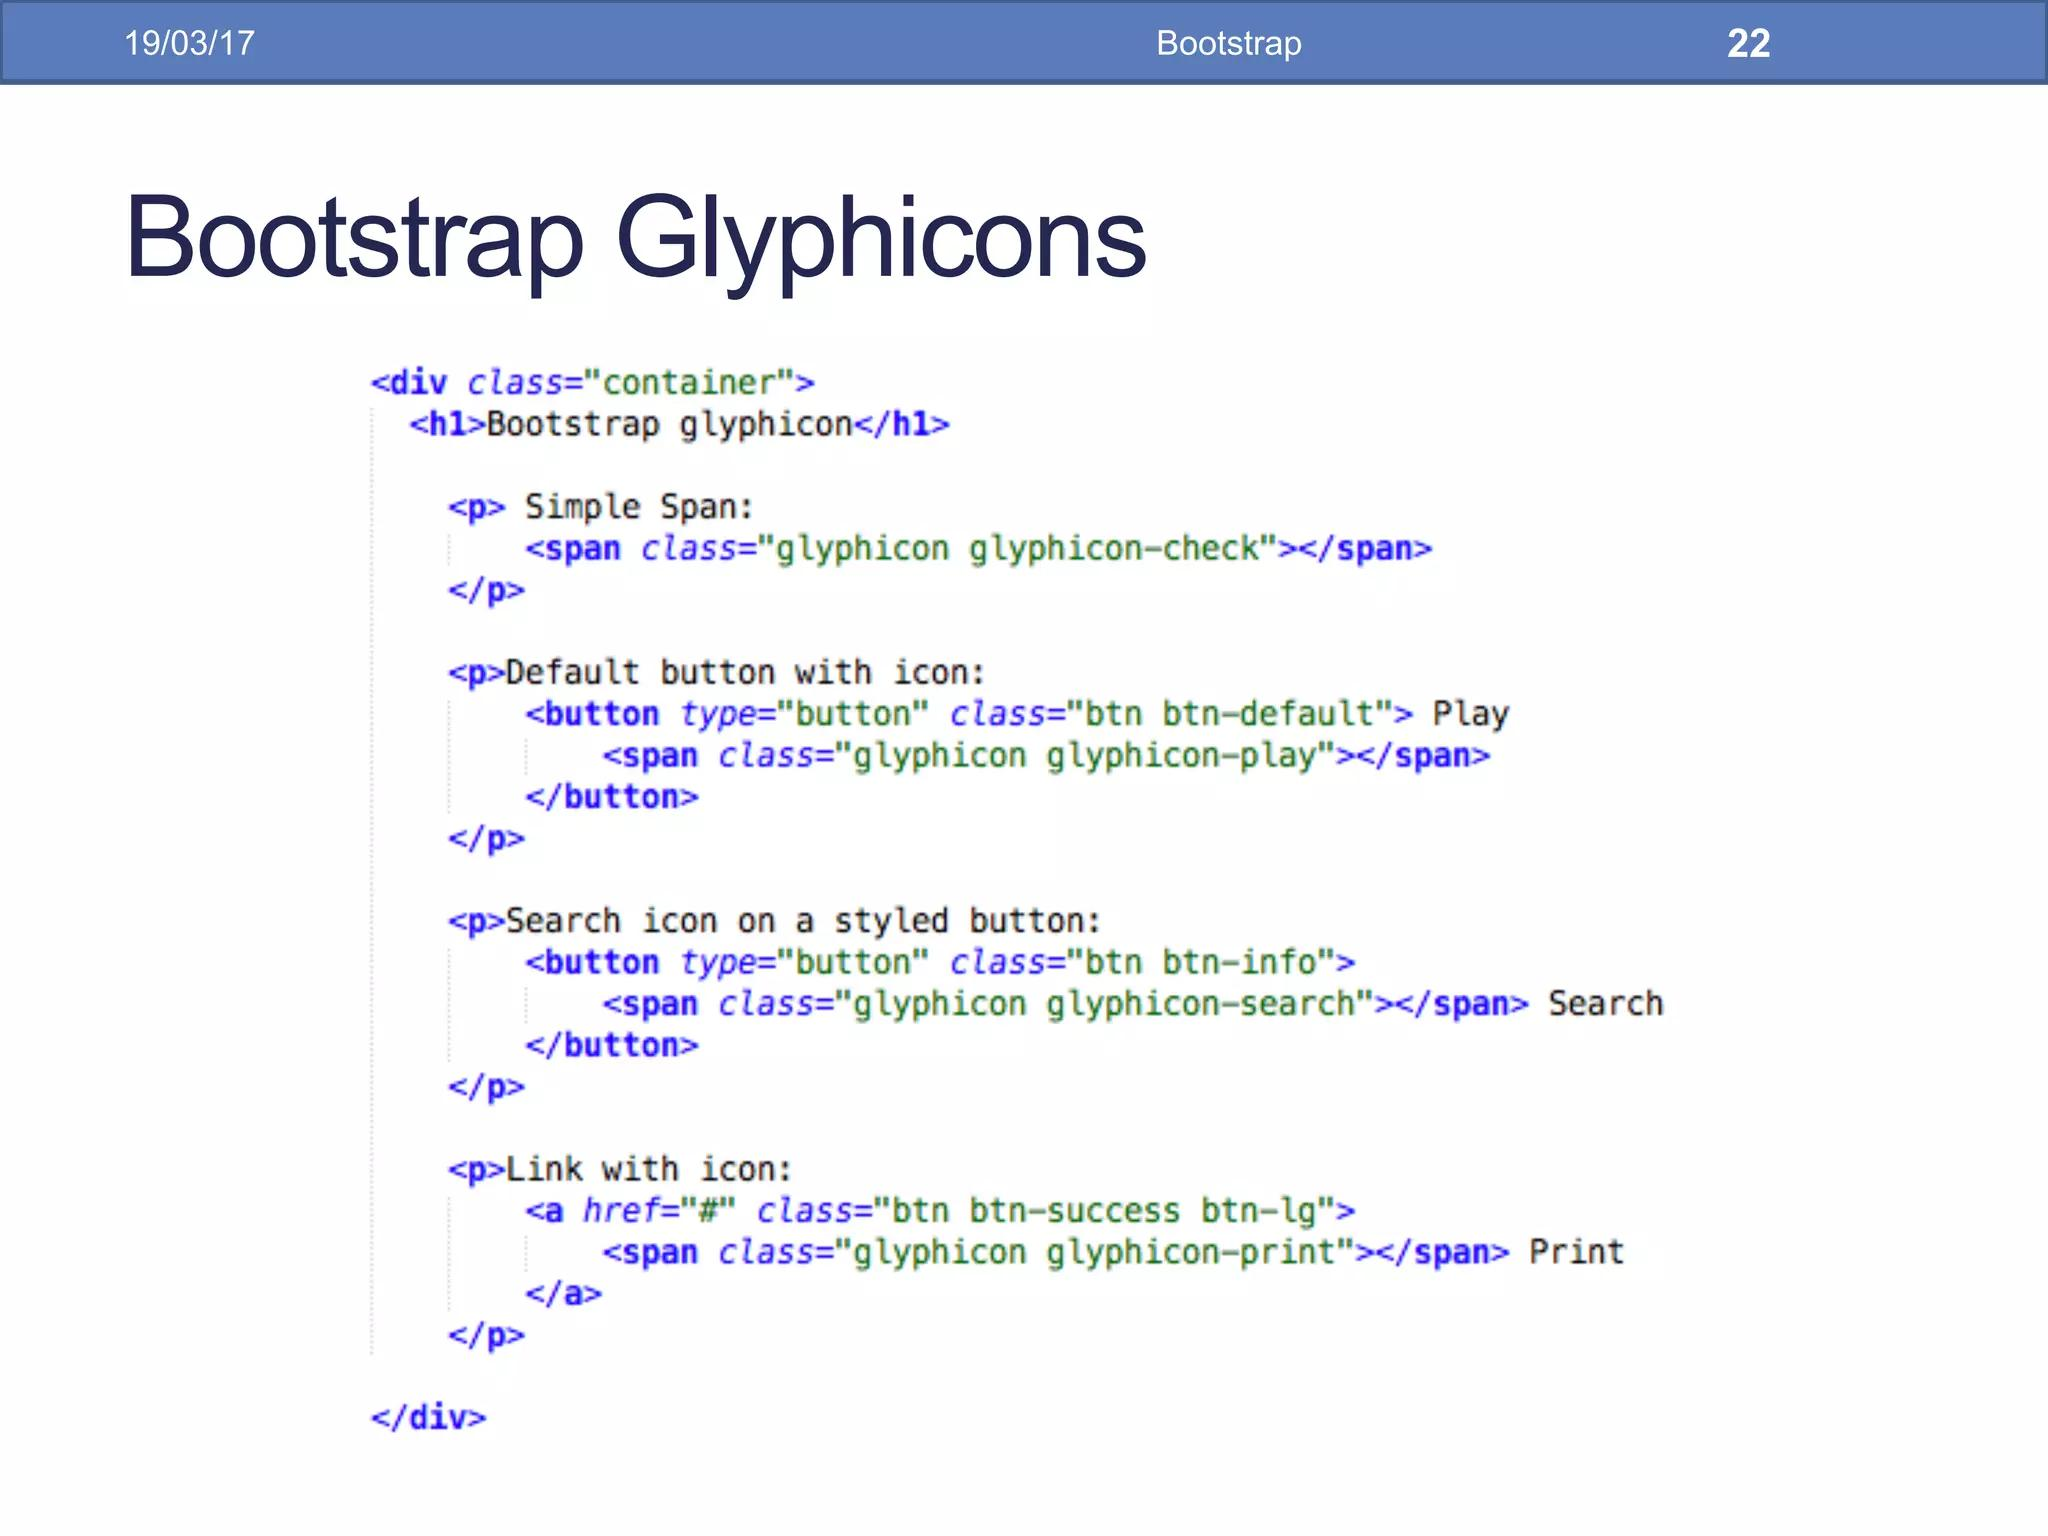 19/03/17 Bootstrap 22
Bootstrap Glyphicons
<div class="container">
<h1>Bootstrap glyphicon</h1>
<p> Simple Span:
<span class="glyphicon glyphicon-check"></span>
</p>
<p>Default button with icon:
<button type="button" class="btn btn-default"> Play
<span class="glyphicon glyphicon-play"></span>
</button>
</p>
<p>Search icon on a styled button:
<button type="button" class="btn btn-info">
<span class="glyphicon glyphicon-search"></span> Search
</button>
</p>
<p>Link with icon:
<a href="#" class="btn btn-success btn-lg">
<span class="glyphicon glyphicon-print"></span> Print
</a>
</p>
</div>